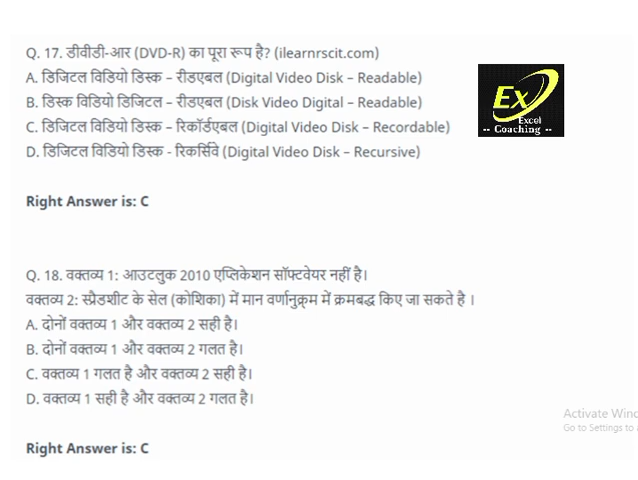 Q. 17. डीवीडी-आर (DVD-R) का पूरा रूप है? (ilearnrscit.com)
A. डिजिटल विडियो डिस्क – रीडएबल (Digital Video Disk – Readable)
B. डिस्क विडियो डिजिटल – रीडएबल (Disk Video Digital – Readable)
C. डिजिटल विडियो डिस्क – रिकॉर्डएबल (Digital Video Disk – Recordable)
D. डिजिटल विडियो डिस्क - रिकर्सिवे (Digital Video Disk – Recursive)
Ex
Excel
-- Coaching --
Right Answer is: C
Q. 18. वक्तव्य 1: आउटलुक 2010 एप्लिकेशन सॉफ्टवेयर नहीं है।
वक्तव्य 2: स्प्रैडशीट के सेल (कोशिका) में मान वर्णानुक्रम में क्रमबद्ध किए जा सकते है ।
A. दोनों वक्तव्य 1 और वक्तव्य 2 सही है।
B. दोनों वक्तव्य 1 और वक्तव्य 2 गलत है।
C. वक्तव्य 1 गलत है और वक्तव्य 2 सही है।
D. वक्तव्य 1 सही है और वक्तव्य 2 गलत है।
Activate Wind
Go to Settings to
Right Answer is: C